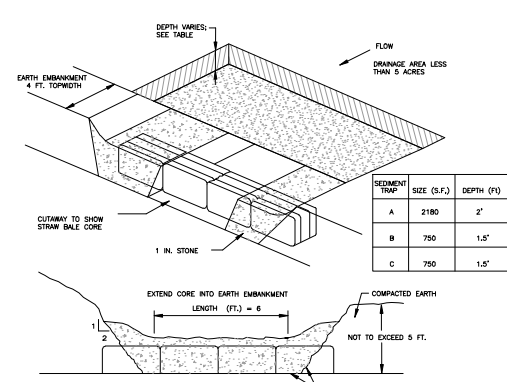 DEPTH VARIES;
SEE TABLE
FLOW
DRAINAGE AREA LESS
THAN 5 ACRES
EARTH EMBANKMENT
4 FT. TOPWIDTH
CUTAWAY TO SHOW
STRAW BALE CORE
1 IN. STONE
SEDIMENT TRAP SIZE (S.F.) DEPTH (Ft)
A 2180 2'
B 750 1.5'
C 750 1.5'
EXTEND CORE INTO EARTH EMBANKMENT
LENGTH (FT.) = 6
COMPACTED EARTH
1
2
NOT TO EXCEED 5 FT.